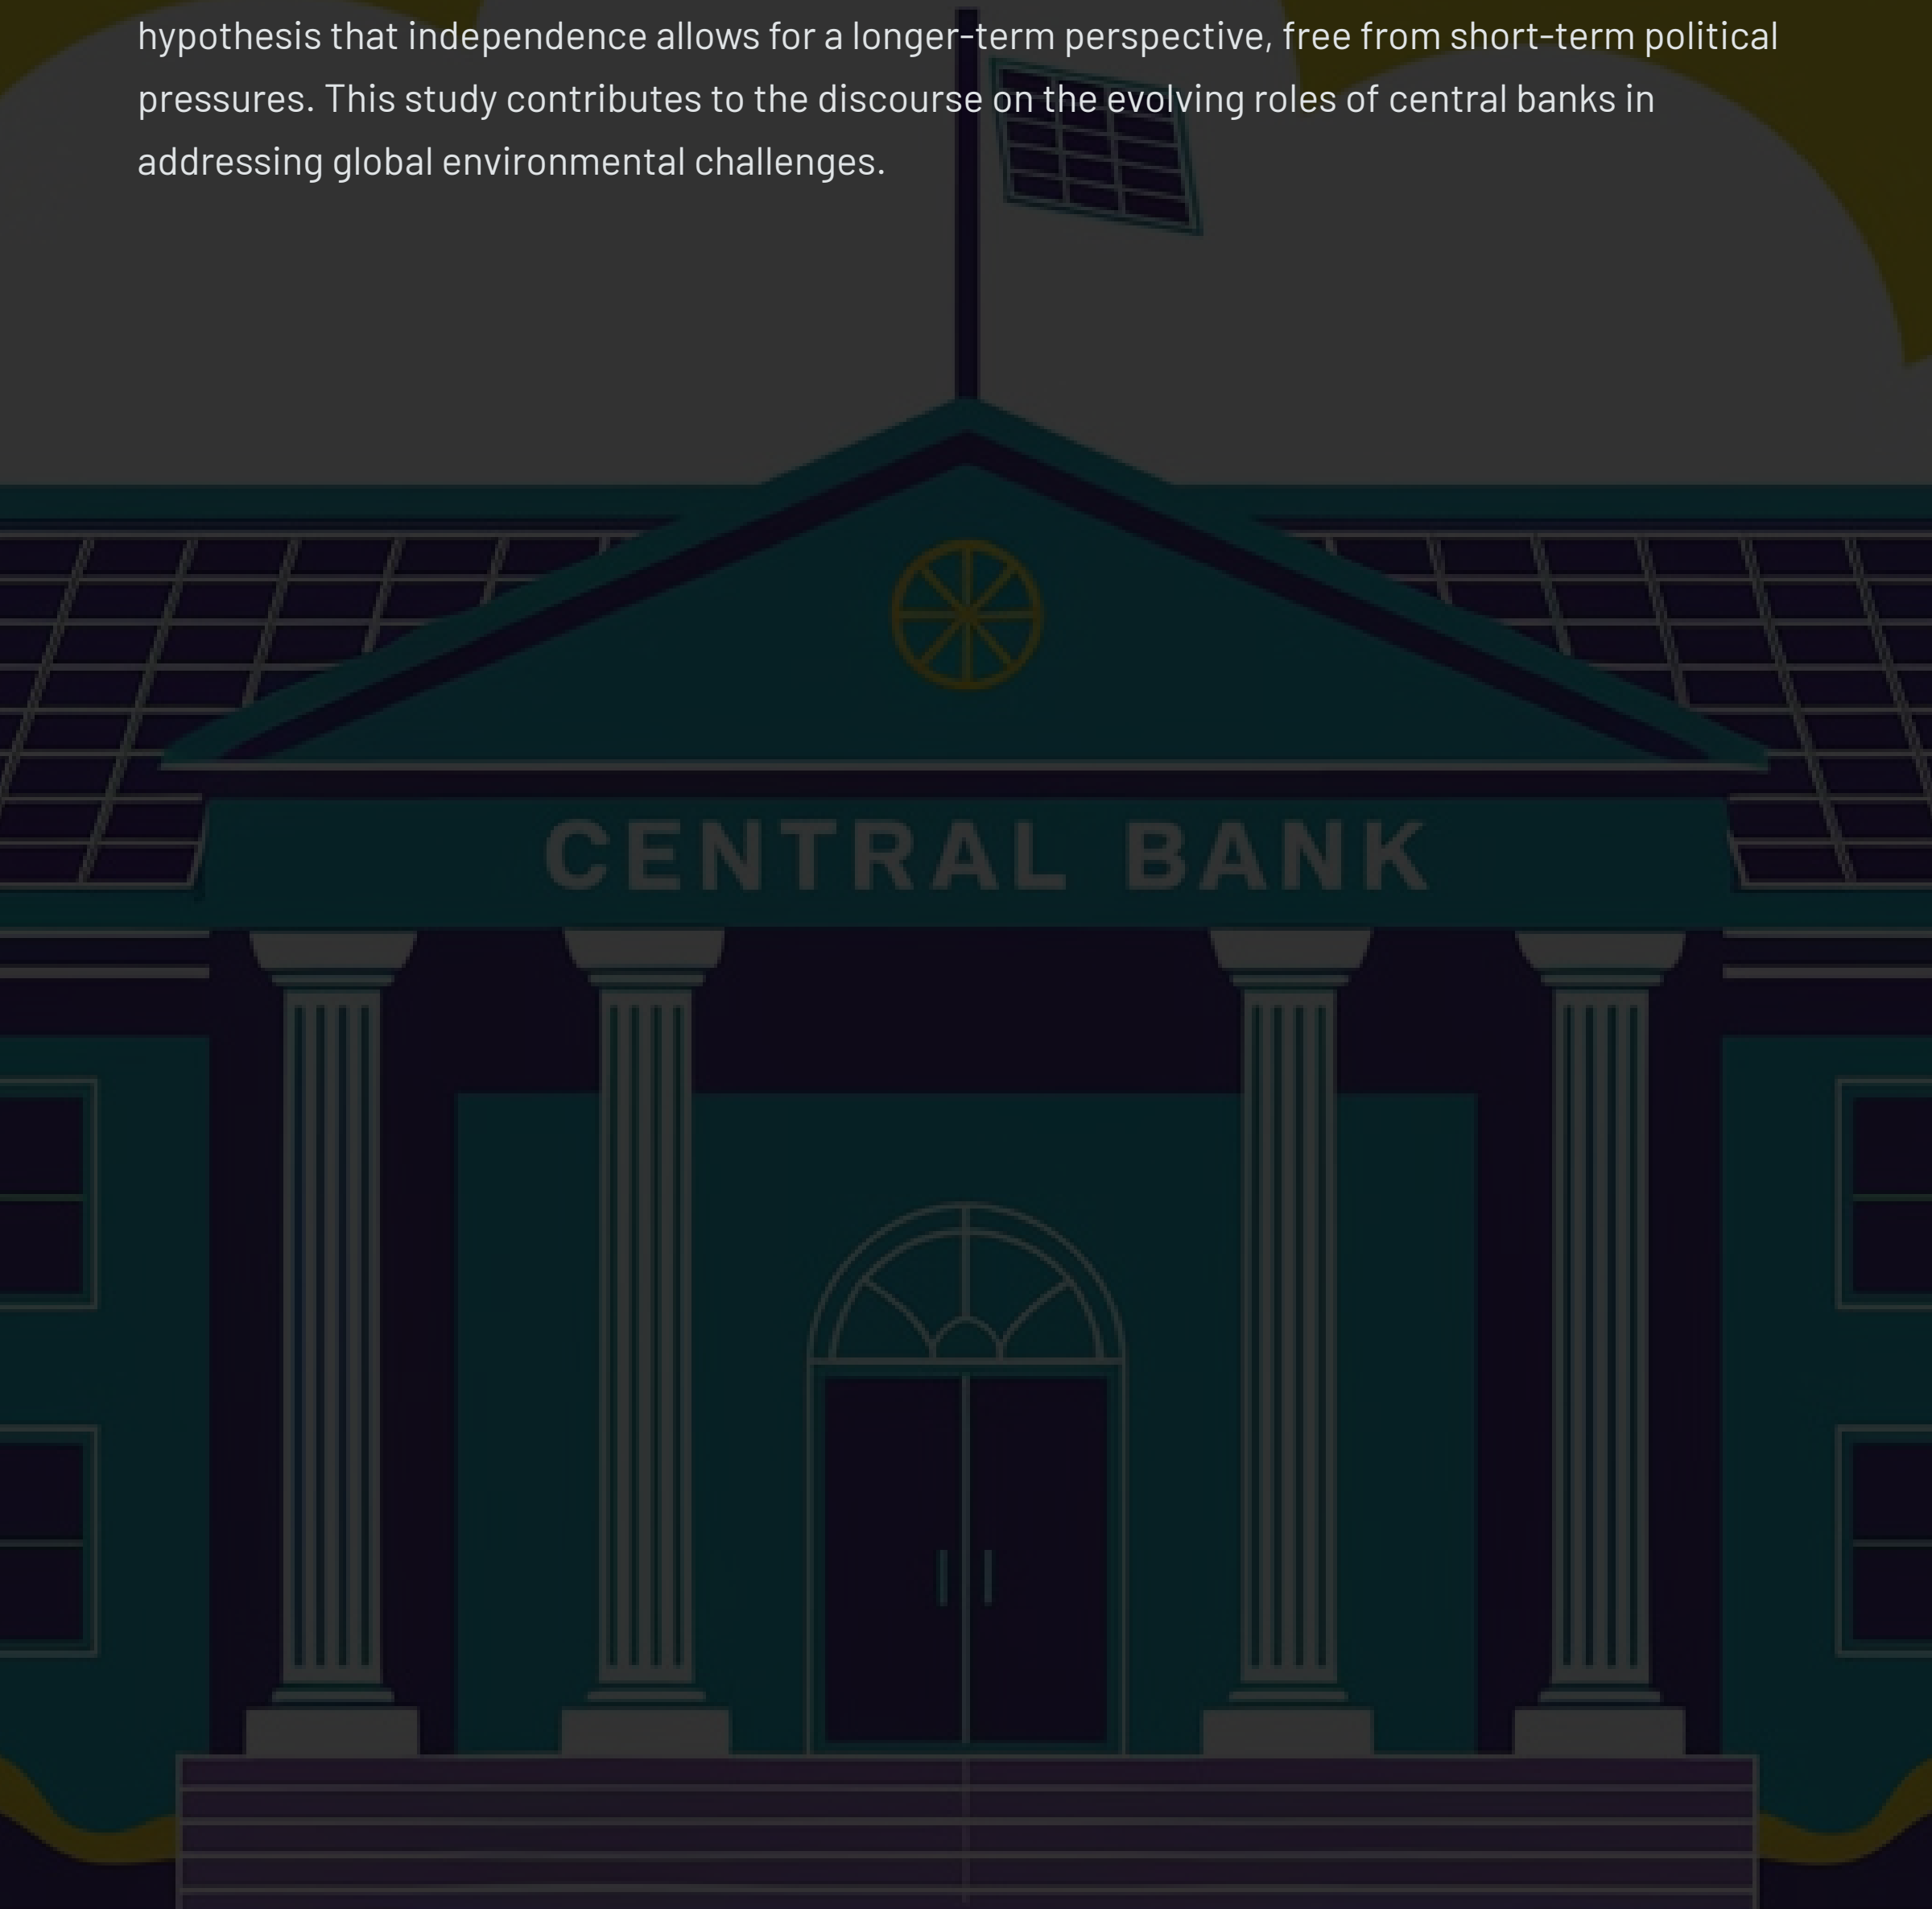 hypothesis that independence allows for a longer-term perspective, free from short-term political
pressures. This study contributes to the discourse on the evolving roles of central banks in
addressing global environmental challenges.
CENTRAL BANK